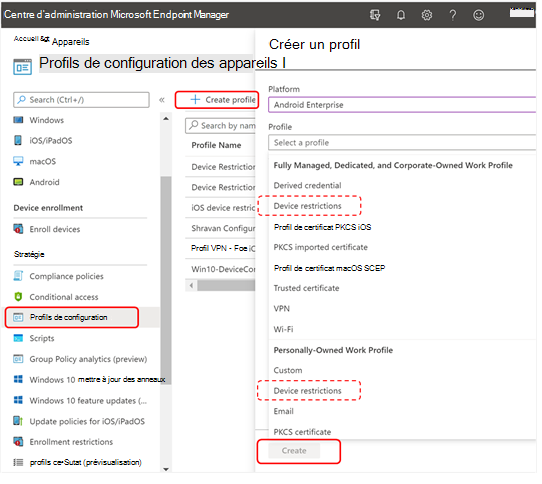 Centre d'administration Microsoft Endpoint Manager
Accueil &gt; Appareils
Profils de configuration des appareils I
Search (Ctrl+/)
«
Windows
iOS/iPadOS
macOS
Android
Device enrollment
Enroll devices
Stratégie
Compliance policies
Conditional access
Profils de configuration
Scripts
Group Policy analytics (preview)
Windows 10 mettre à jour des anneaux
Windows 10 feature updates (...
Update policies for iOS/iPadOS
Enrollment restrictions
profils ce•Sutat (prévisualisation)
+ Create profile
Search by name
Profile Name
Device Restriction
Device Restriction
iOS device restric
Shravan Configur
Profil VPN - Foe iOS
Win10-DeviceCon
Créer un profil
Platform
Android Enterprise
Profile
Select a profile
Fully Managed, Dedicated, and Corporate-Owned Work Profile
Derived credential
Device restrictions
Profil de certificat PKCS iOS
PKCS imported certificate
Profil de certificat macOS SCEP
Trusted certificate
VPN
Wi-Fi
Personally-Owned Work Profile
Custom
Device restrictions
Email
PKCS certificate
Create